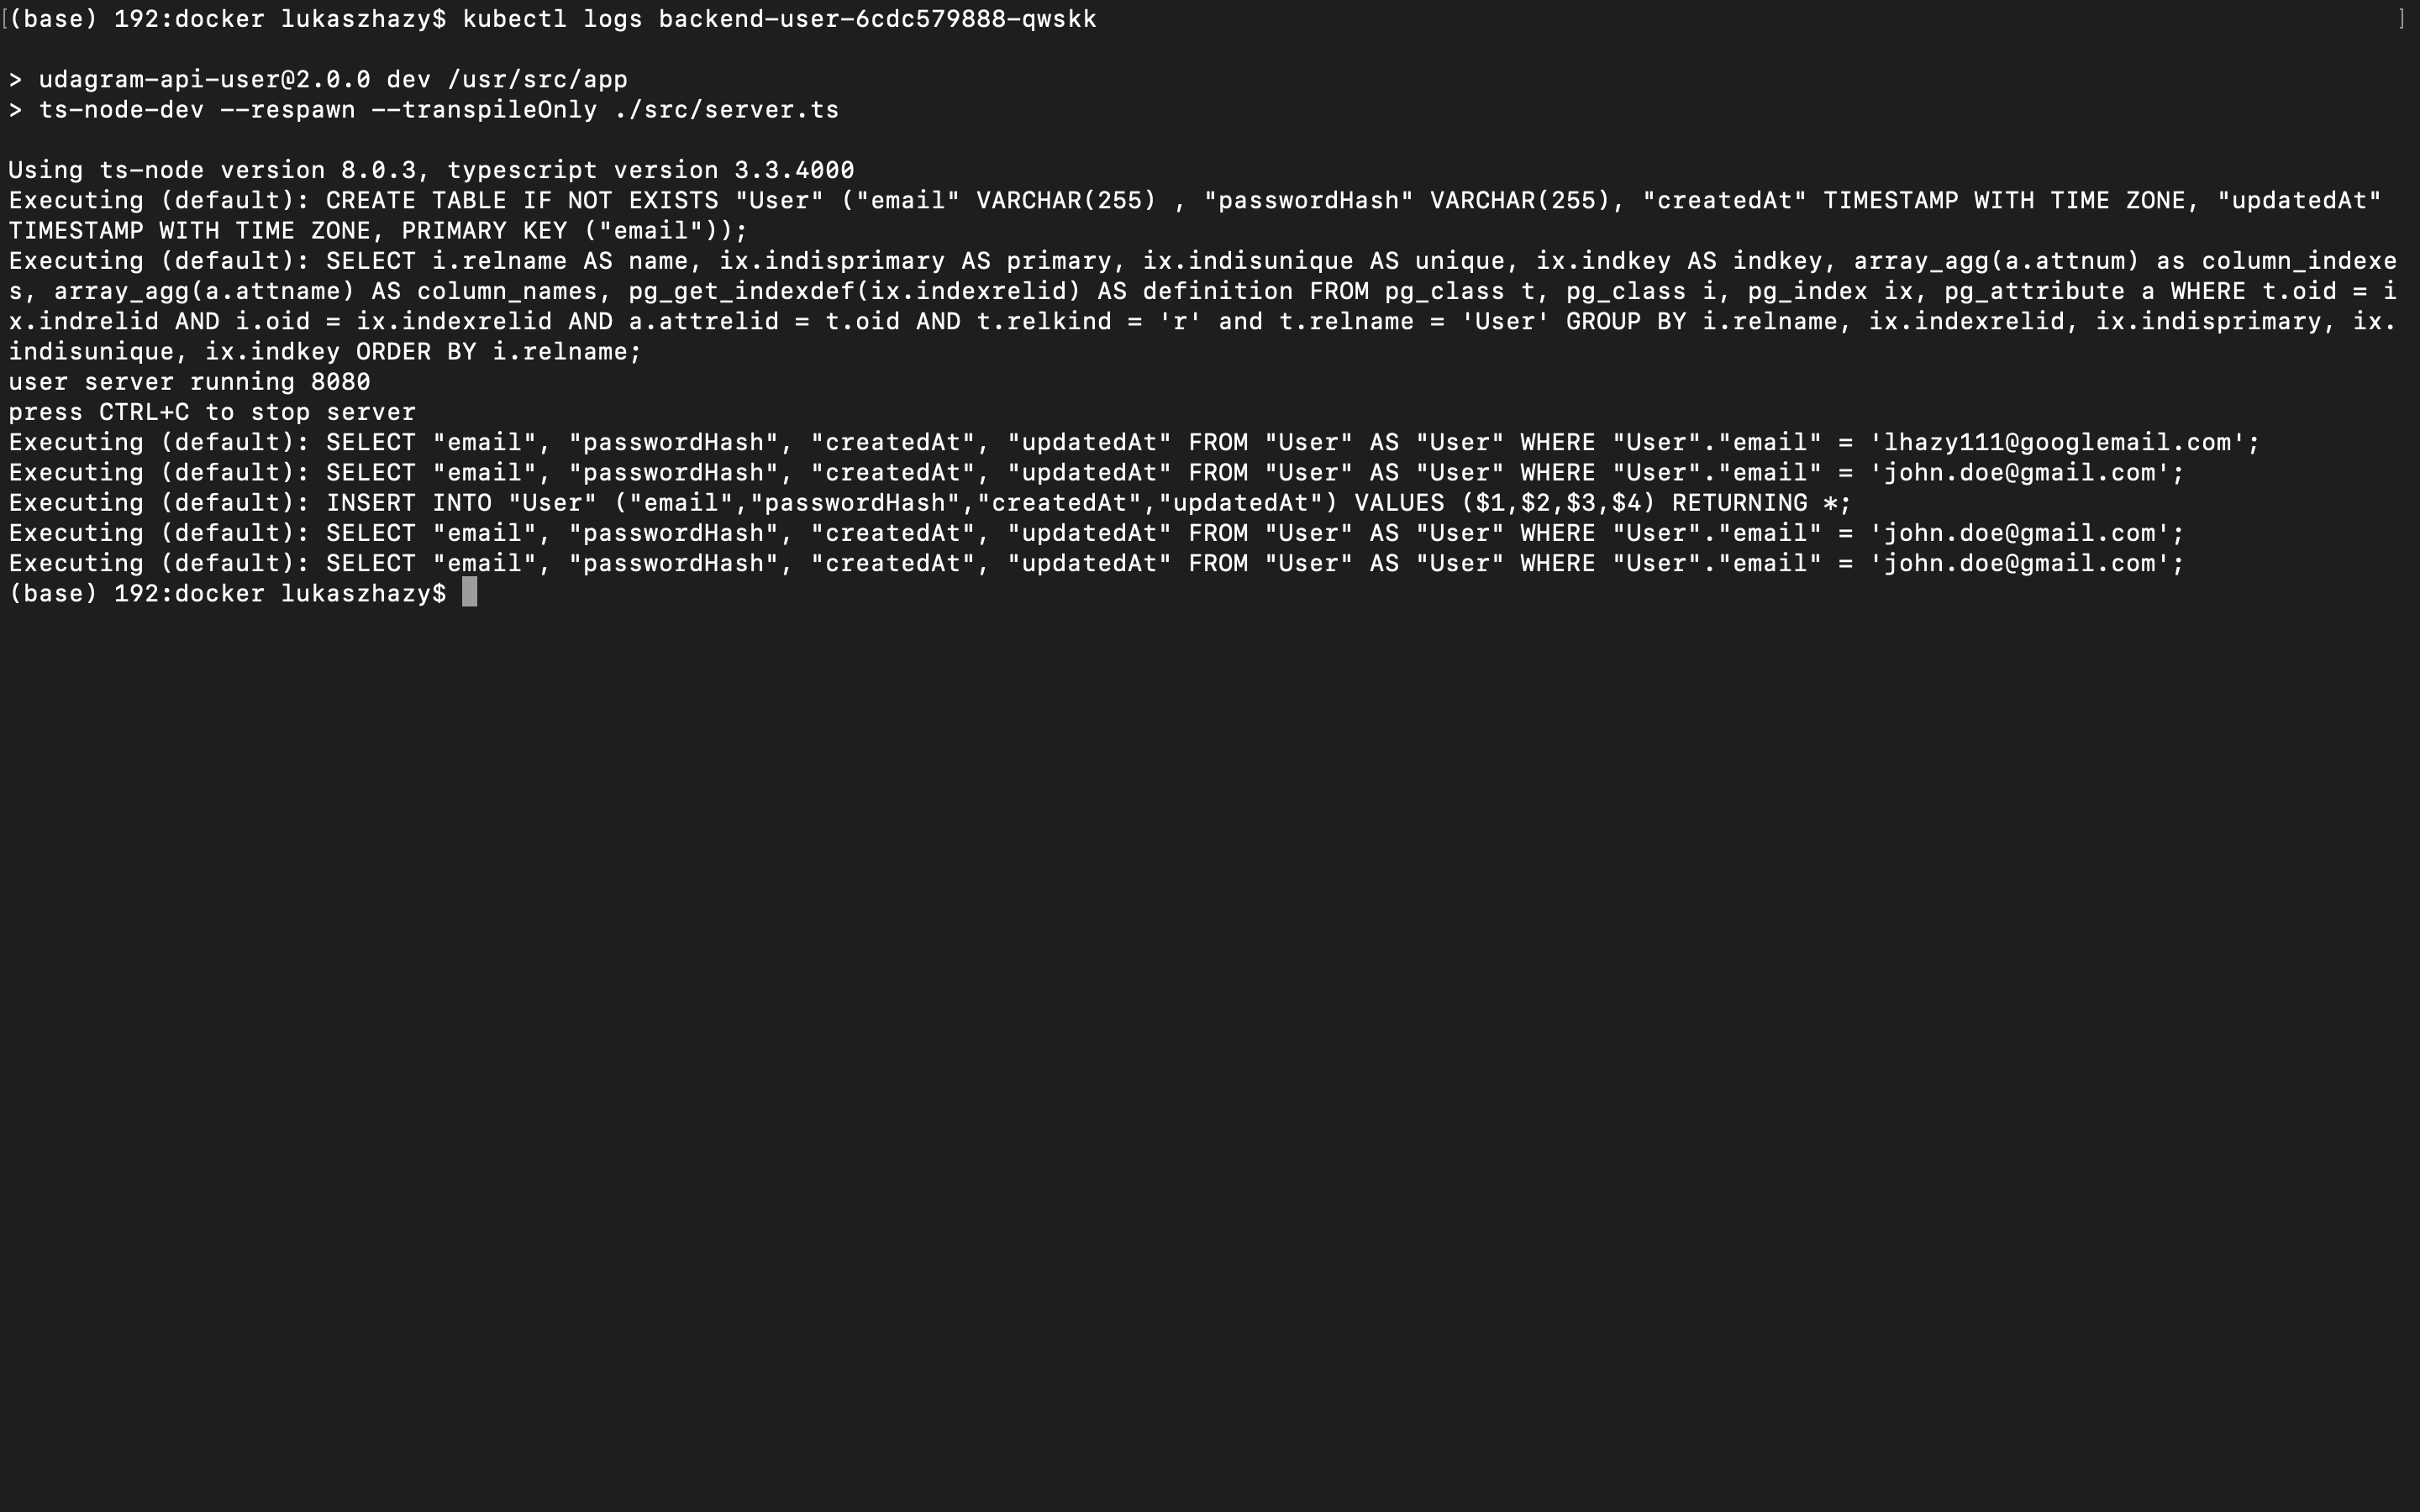 [(base) 192:docker lukaszhazy$ kubectl logs backend-user-6cdc579888-qwskk ]
> udagram-api-user@2.0.0 dev /usr/src/app
> ts-node-dev --respawn --transpileOnly ./src/server.ts
Using ts-node version 8.0.3, typescript version 3.3.4000
Executing (default): CREATE TABLE IF NOT EXISTS "User" ("email" VARCHAR(255) , "passwordHash" VARCHAR(255), "createdAt" TIMESTAMP WITH TIME ZONE, "updatedAt"
TIMESTAMP WITH TIME ZONE, PRIMARY KEY ("email"));
Executing (default): SELECT i.relname AS name, ix.indisprimary AS primary, ix.indisunique AS unique, ix.indkey AS indkey, array_agg(a.attnum) as column_indexe
s, array_agg(a.attname) AS column_names, pg_get_indexdef(ix.indexrelid) AS definition FROM pg_class t, pg_class i, pg_index ix, pg_attribute a WHERE t.oid = i
x.indrelid AND i.oid = ix.indexrelid AND a.attrelid = t.oid AND t.relkind = 'r' and t.relname = 'User' GROUP BY i.relname, ix.indexrelid, ix.indisprimary, ix.
indisunique, ix.indkey ORDER BY i.relname;
user server running 8080
press CTRL+C to stop server
Executing (default): SELECT "email", "passwordHash", "createdAt", "updatedAt" FROM "User" AS "User" WHERE "User"."email" = 'lhazy111@googlemail.com';
Executing (default): SELECT "email", "passwordHash", "createdAt", "updatedAt" FROM "User" AS "User" WHERE "User"."email" = 'john.doe@gmail.com';
Executing (default): INSERT INTO "User" ("email","passwordHash","createdAt","updatedAt") VALUES ($1,$2,$3,$4) RETURNING *;
Executing (default): SELECT "email", "passwordHash", "createdAt", "updatedAt" FROM "User" AS "User" WHERE "User"."email" = 'john.doe@gmail.com';
Executing (default): SELECT "email", "passwordHash", "createdAt", "updatedAt" FROM "User" AS "User" WHERE "User"."email" = 'john.doe@gmail.com';
(base) 192:docker lukaszhazy$